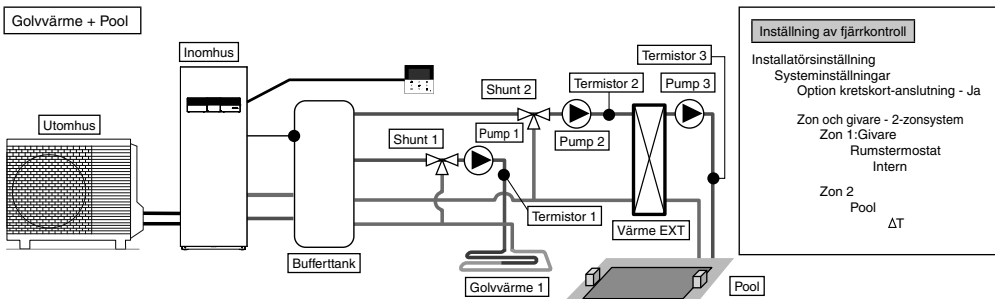 Golvvärme + Pool
Inomhus
Utomhus
Bufferttank
Shunt 1
Pump 1
Termistor 1
Golvvärme 1
Shunt 2
Pump 2
Termistor 2
Termistor 3
Pump 3
Värme EXT
Pool
Inställning av fjärrkontroll
Installatörsinställning
Systeminställningar
Option kretskort-anslutning - Ja
Zon och givare - 2-zonsystem
Zon 1:Givare
Rumstermostat
Intern
Zon 2
Pool
ΔT